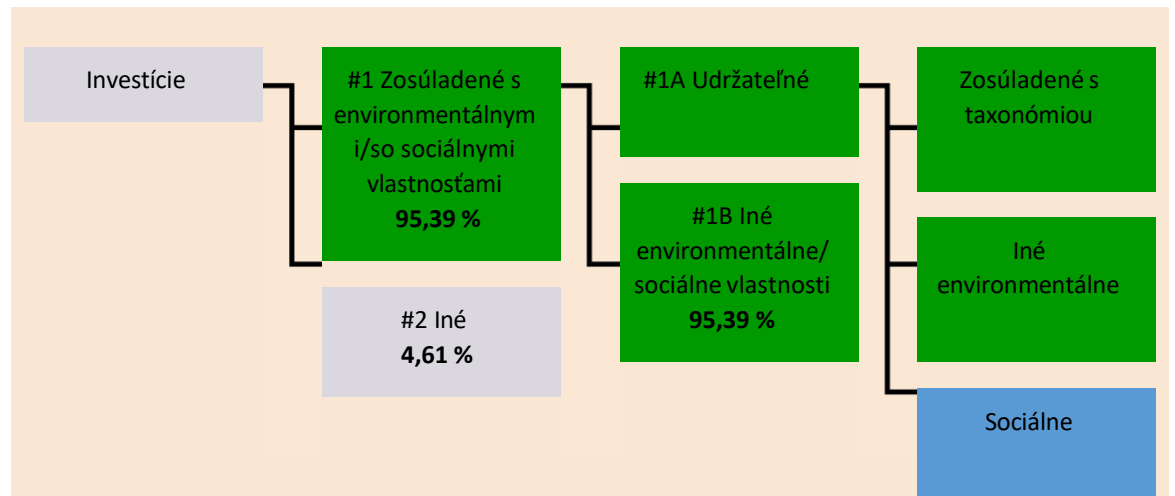 Investície
#1 Zosúladené s
environmentálnym
i/so sociálnymi
vlastnosťami
95,39 %
#2 Iné
4,61 %
#1A Udržateľné
#1B Iné
environmentálne/
sociálne vlastnosti
95,39 %
Zosúladené s
taxonómiou
Iné
environmentálne
Sociálne